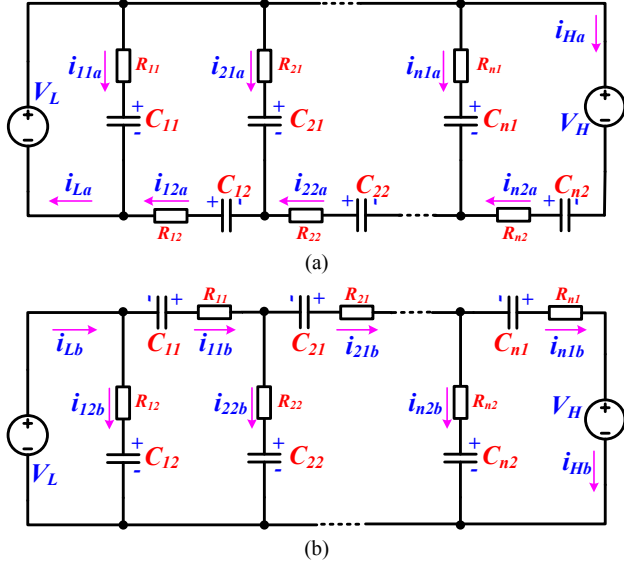 i11a R11 i21a R21 in1a Rn1 iHa
VL C11 C21 Cn1 VH
iLa i12a C12 i22a C22 in2a Cn2
R12 R22 Rn2
(a)
R11 R21 Rn1
iLb C11 i11b C21 i21b Cn1 in1b
i12b R12 i22b R22 in2b Rn2 VH
VL C12 C22 Cn2 iHb
(b)